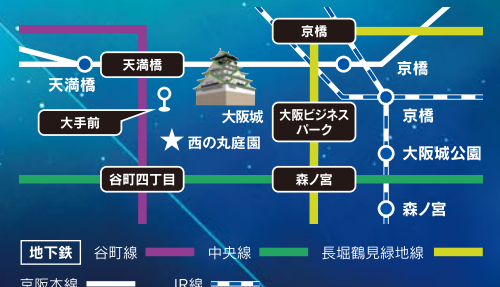 京橋
天満橋
天満橋
京橋
大手前
大阪城
大阪ビジネス
パーク
京橋
西の丸庭園
大阪城公園
谷町四丁目
森ノ宮
森ノ宮
地下鉄 谷町線 中央線 長堀鶴見緑地線
京阪本線 JR線